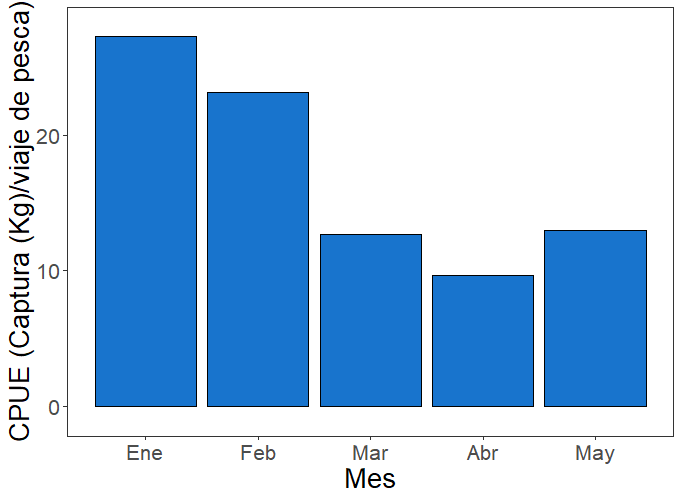 CPUE (Captura (Kg)/viaje de pesca)
20
10
0
Ene Feb Mar Abr May
Mes